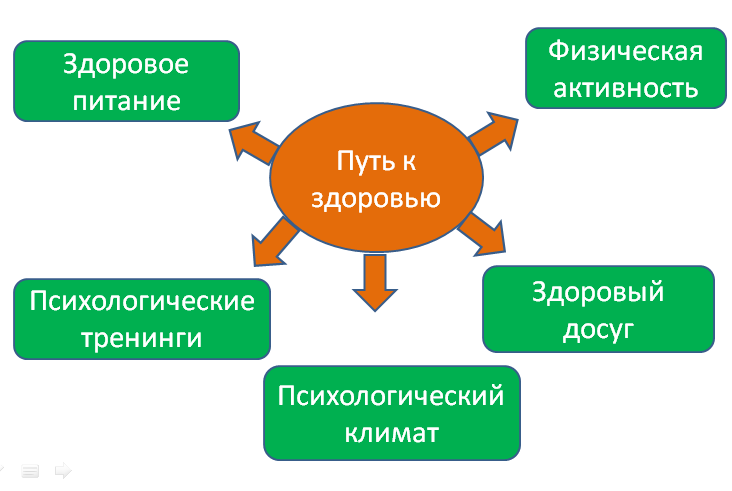 Здоровое
питание
Физическая
активность
Путь к
здоровью
Психологические
тренинги
Здоровый
досуг
Психологический
климат